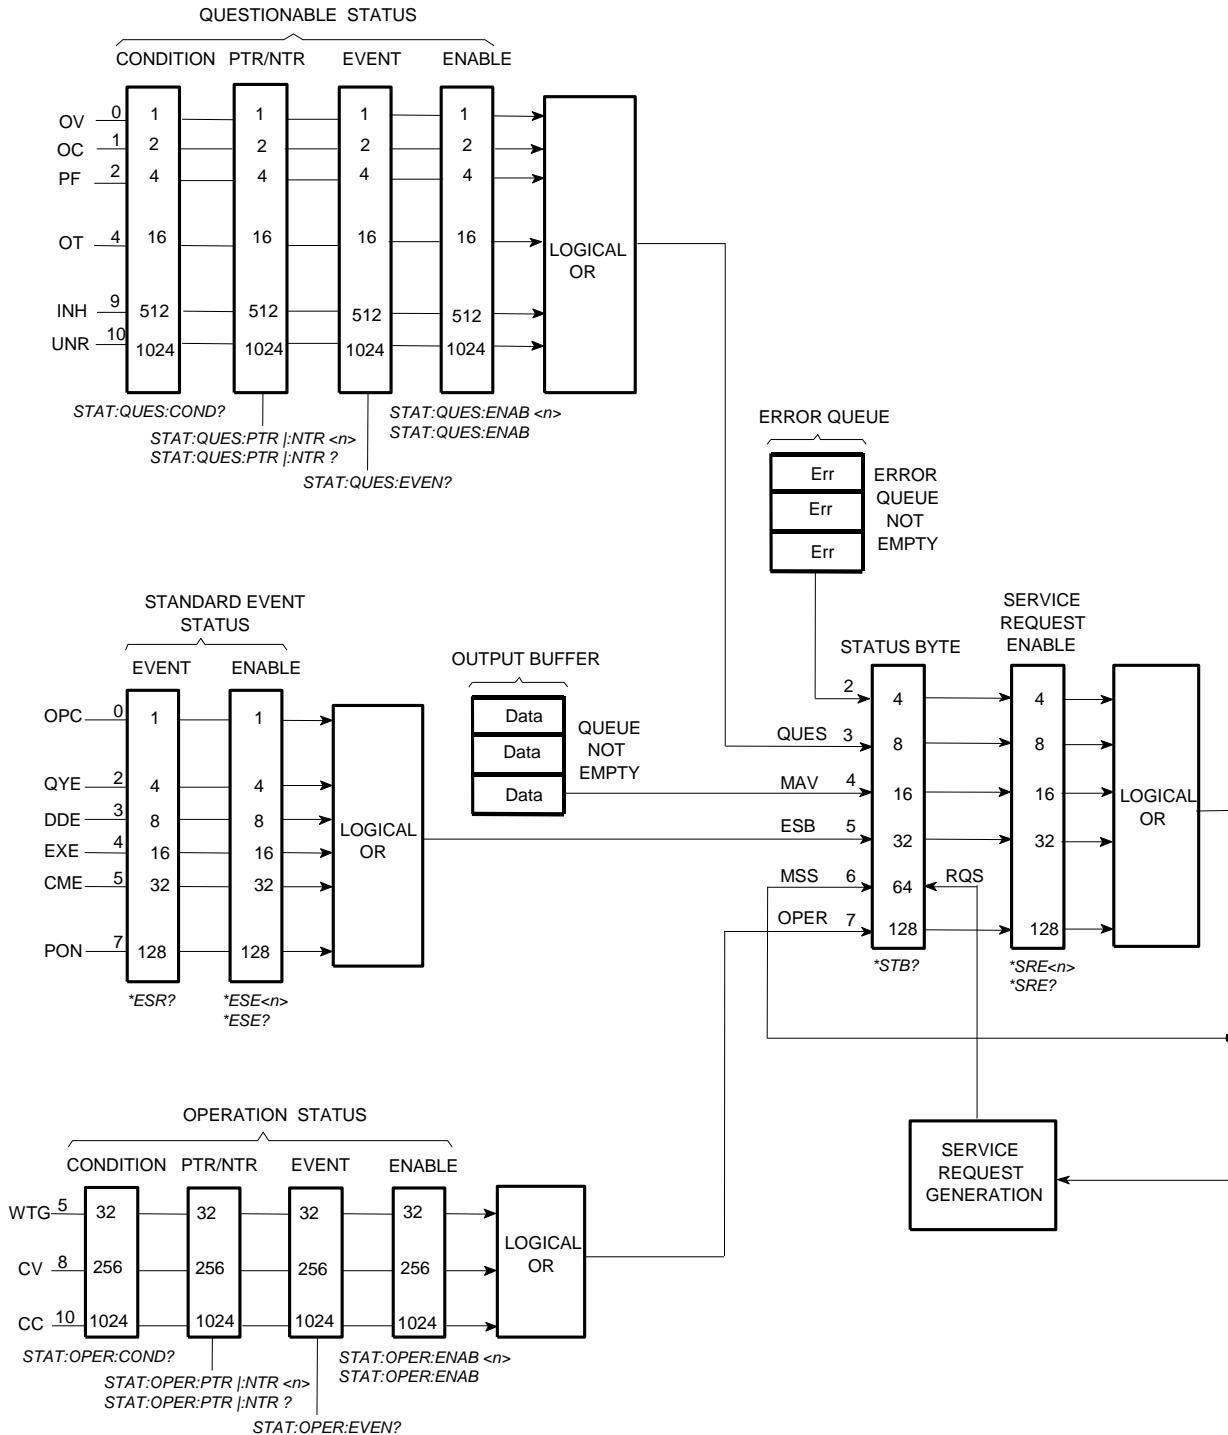 QUESTIONABLE STATUS
CONDITION PTR/NTR EVENT ENABLE
OV 0 1 1 1 1
OC 1 2 2 2 2
PF 2 4 4 4 4
OT 4 16 16 16 16
LOGICAL
OR
INH 9 512 512 512 512
UNR 10 1024 1024 1024 1024
STAT:QUES:COND?
STAT:QUES:PTR |:NTR <n>
STAT:QUES:PTR |:NTR ?
STAT:QUES:EVEN?
STAT:QUES:ENAB <n>
STAT:QUES:ENAB
ERROR QUEUE
Err
Err
Err
ERROR
QUEUE
NOT
EMPTY
STANDARD EVENT
STATUS
EVENT ENABLE
OPC 0 1 1
QYE 2 4 4
DDE 3 8 8
EXE 4 16 16
CME 5 32 32
PON 7 128 128
LOGICAL
OR
*ESR?
*ESE<n>
*ESE?
OUTPUT BUFFER
Data
Data
Data
QUEUE
NOT
EMPTY
STATUS BYTE
SERVICE
REQUEST
ENABLE
2 4 4
QUES 3 8 8
MAV 4 16 16
ESB 5 32 32
MSS 6 64 RQS
OPER 7 128 128
LOGICAL
OR
*STB?
*SRE<n>
*SRE?
SERVICE
REQUEST
GENERATION
OPERATION STATUS
CONDITION PTR/NTR EVENT ENABLE
WTG 5 32 32 32 32
CV 8 256 256 256 256
CC 10 1024 1024 1024 1024
LOGICAL
OR
STAT:OPER:COND?
STAT:OPER:PTR |:NTR <n>
STAT:OPER:PTR |:NTR ?
STAT:OPER:EVEN?
STAT:OPER:ENAB <n>
STAT:OPER:ENAB